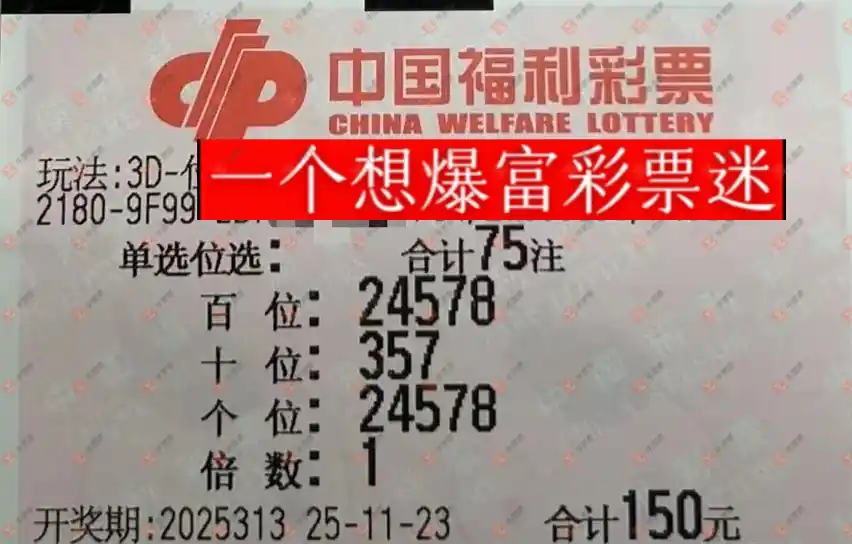 中国福利彩票
CHINA WELFARE LOTTERY
玩法:3D-
一个想爆富彩票迷
2180-9F99
单选位选: 合计75注
百 位: 24578
十 位: 357
个 位: 24578
倍 数: 1
开奖期:2025313 25-11-23 合计150元